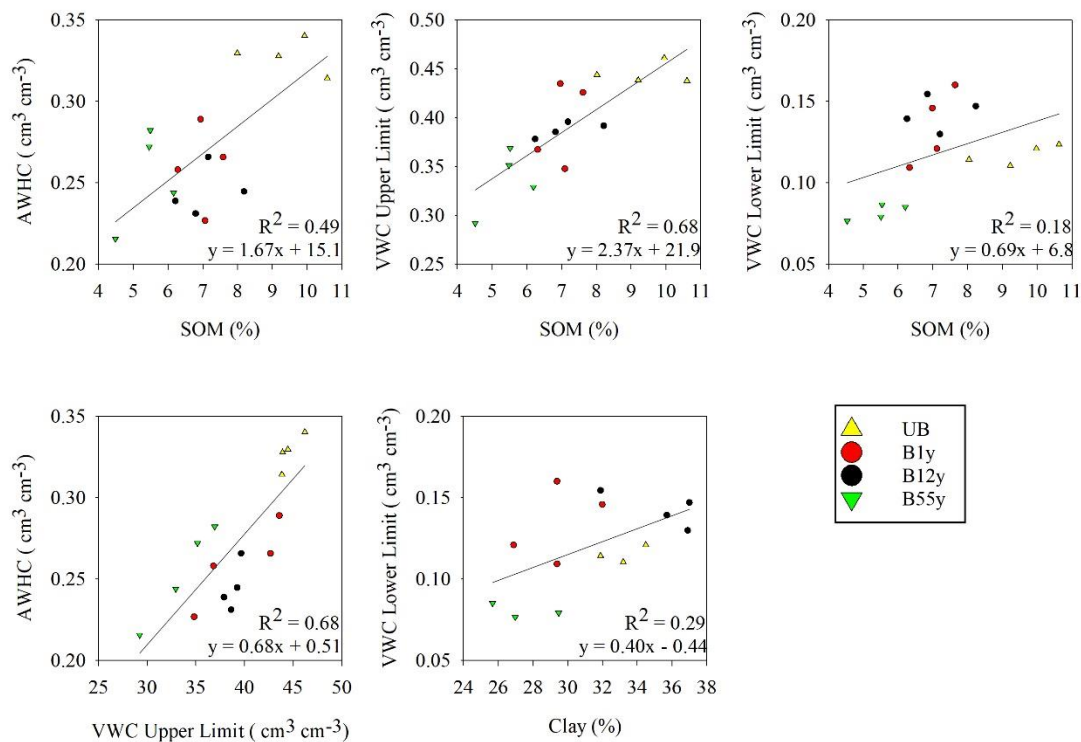 AWHC ( cm³ cm⁻³)
0.35
0.30
0.25
0.20
R² = 0.49
y = 1.67x + 15.1
4 5 6 7 8 9 10 11
SOM (%)
VWC Upper Limit ( cm³ cm⁻³)
0.50
0.45
0.40
0.35
0.30
0.25
R² = 0.68
y = 2.37x + 21.9
4 5 6 7 8 9 10 11
SOM (%)
VWC Lower Limit ( cm³ cm⁻³)
0.20
0.15
0.10
0.05
R² = 0.18
y = 0.69x + 6.8
4 5 6 7 8 9 10 11
SOM (%)
AWHC ( cm³ cm⁻³)
0.35
0.30
0.25
0.20
R² = 0.68
y = 0.68x + 0.51
25 30 35 40 45 50
VWC Upper Limit ( cm³ cm⁻³)
VWC Lower Limit ( cm³ cm⁻³)
0.20
0.15
0.10
0.05
R² = 0.29
y = 0.40x - 0.44
24 26 28 30 32 34 36 38
Clay (%)
UB
B1y
B12y
B55y